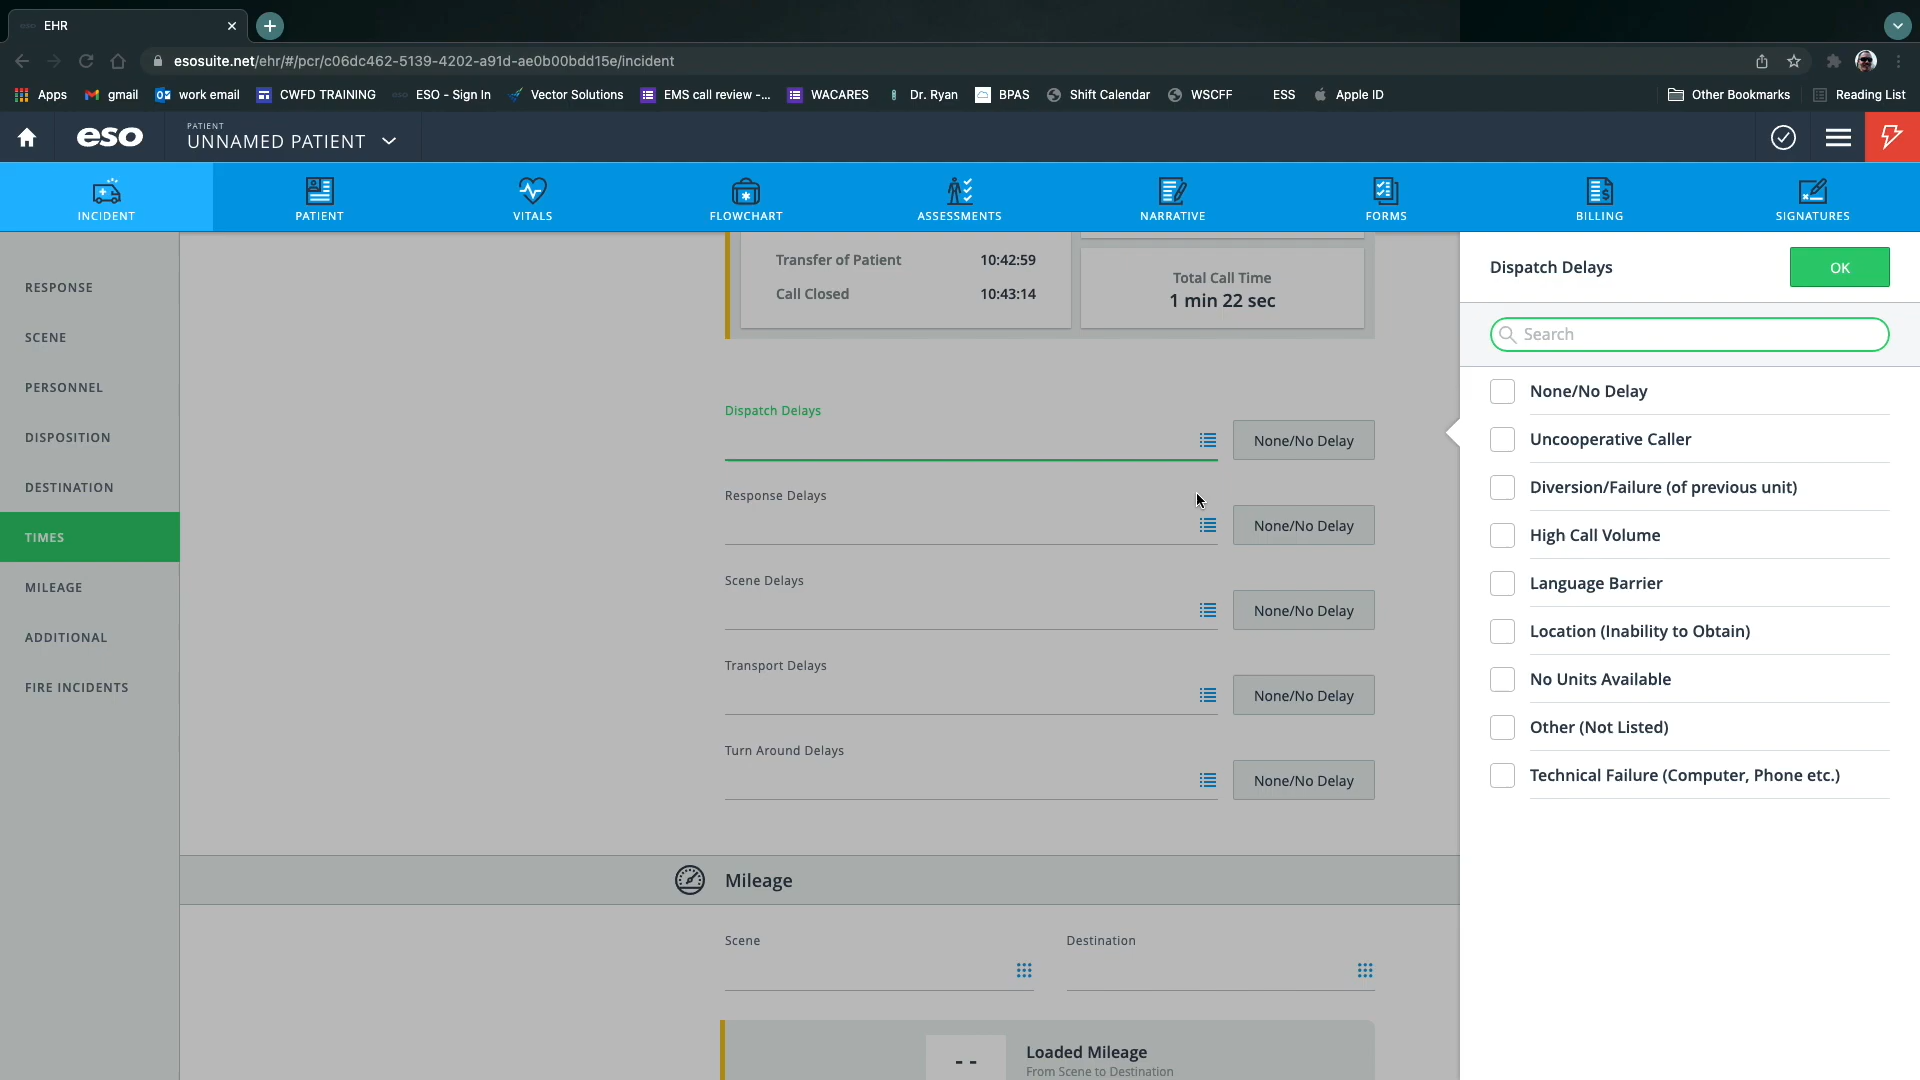 EHR
esosuite.net/ehr/#/pcr/c06dc462-5139-4202-a91d-ae0b00bdd15e/incident
Apps gmail work email CWFD TRAINING ESO - Sign In Vector Solutions EMS call review -... WACARES Dr. Ryan BPAS Shift Calendar WSCFF ESS Apple ID Other Bookmarks Reading List
eso
PATIENT
UNNAMED PATIENT
INCIDENT PATIENT VITALS FLOWCHART ASSESSMENTS NARRATIVE FORMS BILLING SIGNATURES
RESPONSE
SCENE
PERSONNEL
DISPOSITION
DESTINATION
TIMES
MILEAGE
ADDITIONAL
FIRE INCIDENTS
Transfer of Patient 10:42:59
Call Closed 10:43:14
Total Call Time
1 min 22 sec
Dispatch Delays
None/No Delay
Response Delays
None/No Delay
Scene Delays
None/No Delay
Transport Delays
None/No Delay
Turn Around Delays
None/No Delay
Mileage
Scene Destination
- - Loaded Mileage
From Scene to Destination
Dispatch Delays OK
Search
None/No Delay
Uncooperative Caller
Diversion/Failure (of previous unit)
High Call Volume
Language Barrier
Location (Inability to Obtain)
No Units Available
Other (Not Listed)
Technical Failure (Computer, Phone etc.)